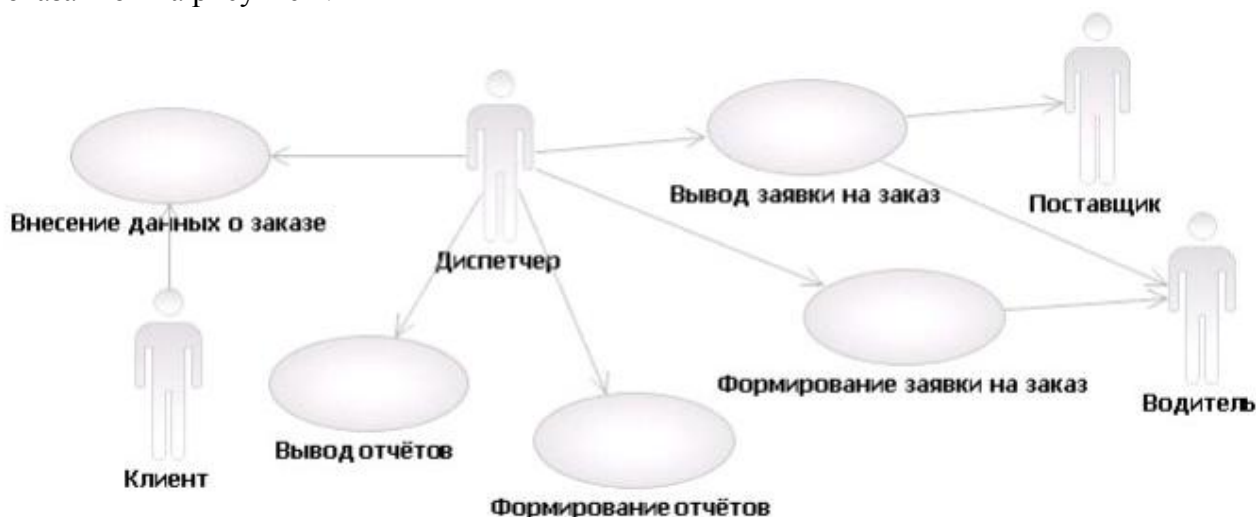 Вывод заявки на заказ
Поставщик
Внесение данных о заказе
Диспетчер
Формирование заявки на заказ
Водитель
Вывод отчётов
Клиент
Формирование отчётов